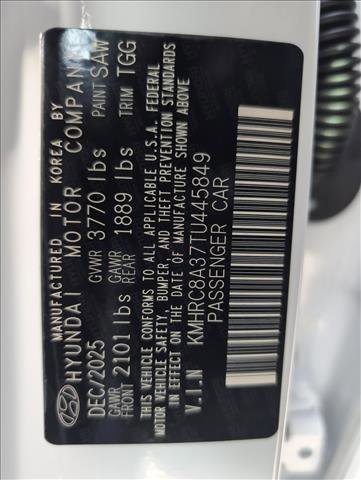 MANUFACTURED IN KOREA BY
HYUNDAI MOTOR COMPANY
DEC/2025 GVWR 3770 lbs PAINT SAW
GAWR FRONT 2101 lbs GAWR REAR 1889 lbs TRIM TGG
THIS VEHICLE CONFORMS TO ALL APPLICABLE U.S.A. FEDERAL
MOTOR VEHICLE SAFETY, BUMPER, AND THEFT PREVENTION STANDARDS
IN EFFECT ON THE DATE OF MANUFACTURE SHOWN ABOVE
V.I.N KMHRC8A37TU445849
PASSENGER CAR